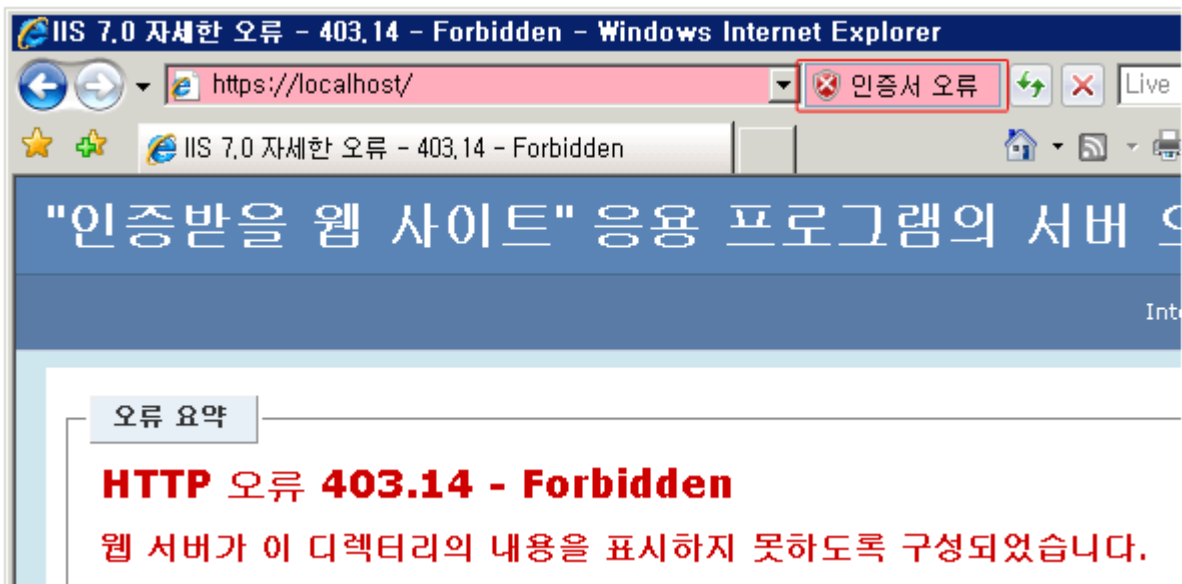 IIS 7.0 자세한 오류 - 403.14 - Forbidden - Windows Internet Explorer
https://localhost/
인증서 오류
Live
IIS 7.0 자세한 오류 - 403.14 - Forbidden
"인증받을 웹 사이트" 응용 프로그램의 서버
오류 요약
HTTP 오류 403.14 - Forbidden
웹 서버가 이 디렉터리의 내용을 표시하지 못하도록 구성되었습니다.